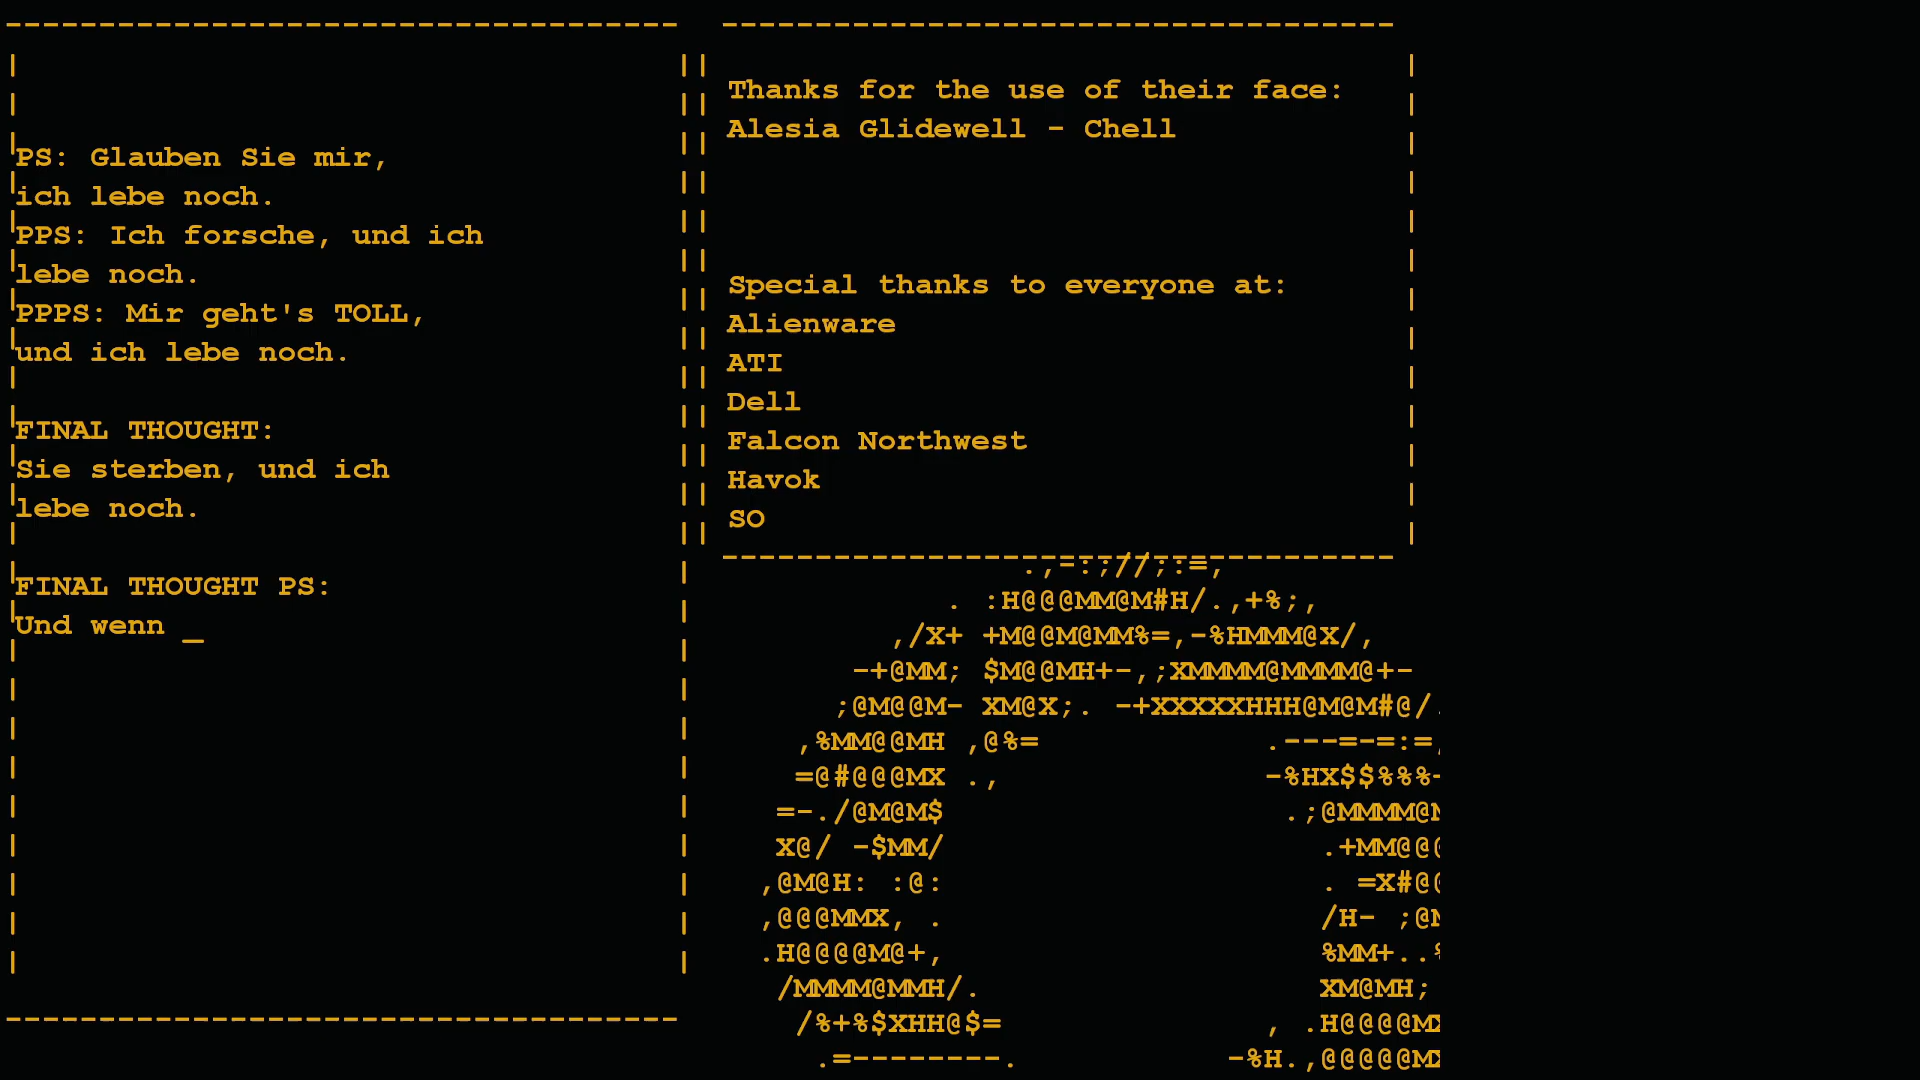 PS: Glauben Sie mir,
ich lebe noch.
PPS: Ich forsche, und ich
lebe noch.
PPPS: Mir geht's TOLL,
und ich lebe noch.
FINAL THOUGHT:
Sie sterben, und ich
lebe noch.
FINAL THOUGHT PS:
Und wenn _
Thanks for the use of their face:
Alesia Glidewell - Chell
Special thanks to everyone at:
Alienware
ATI
Dell
Falcon Northwest
Havok
SO